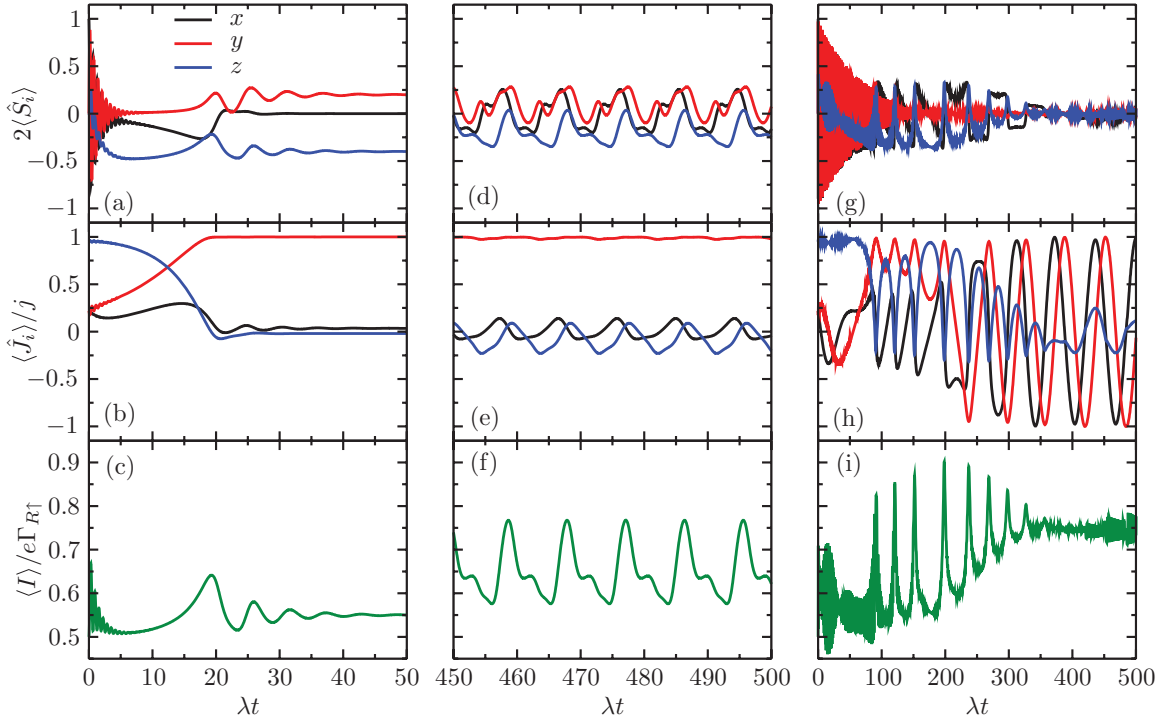 1
0.5
0
−0.5
−1
2⟨Ŝᵢ⟩
x
y
z
(a)
(d)
(g)
1
0.5
0
−0.5
−1
⟨Ĵᵢ⟩/j
(b)
(e)
(h)
0.9
0.8
0.7
0.6
0.5
⟨I⟩/eΓ_{R↑}
(c)
(f)
(i)
0 10 20 30 40 50
450 460 470 480 490 500
0 100 200 300 400 500
λt
λt
λt